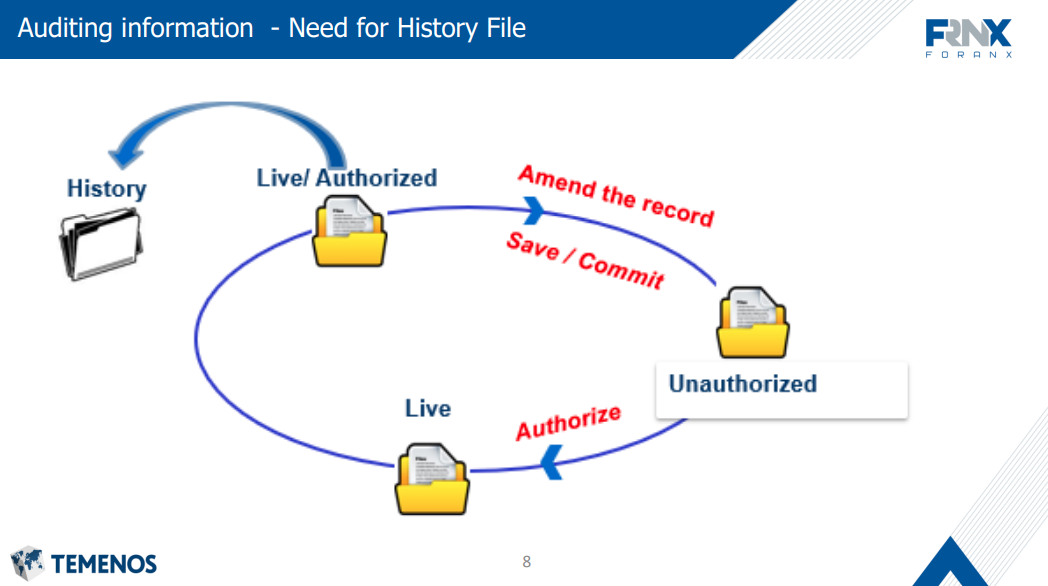 Auditing information - Need for History File
FRNX
FORANX
History
Live/ Authorized
Amend the record
Save / Commit
Unauthorized
Live
Authorize
TEMENOS
8